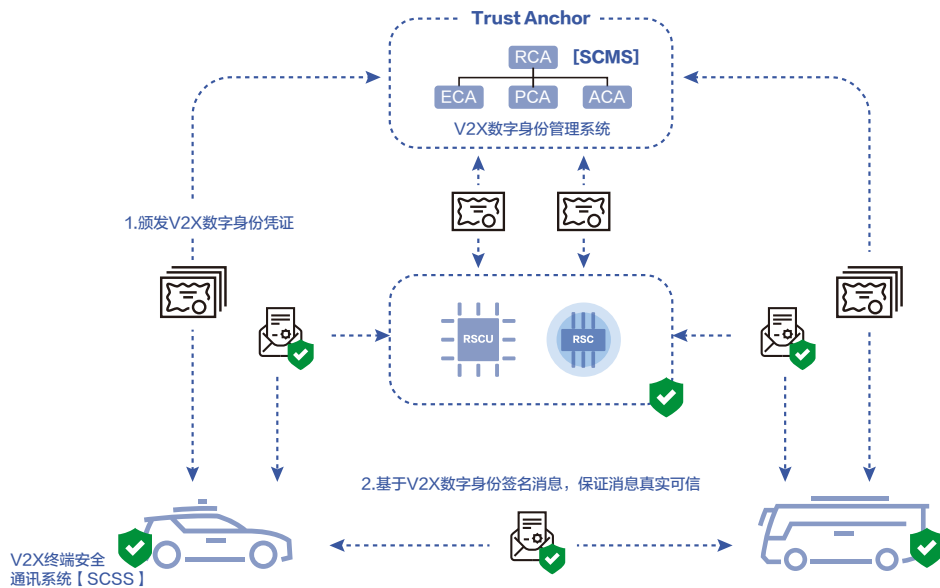 Trust Anchor
RCA
[SCMS]
ECA
PCA
ACA
V2X数字身份管理系统
1.颁发V2X数字身份凭证
RSCU
RSC
2.基于V2X数字身份签名消息，保证消息真实可信
V2X终端安全
通讯系统【SCSS】